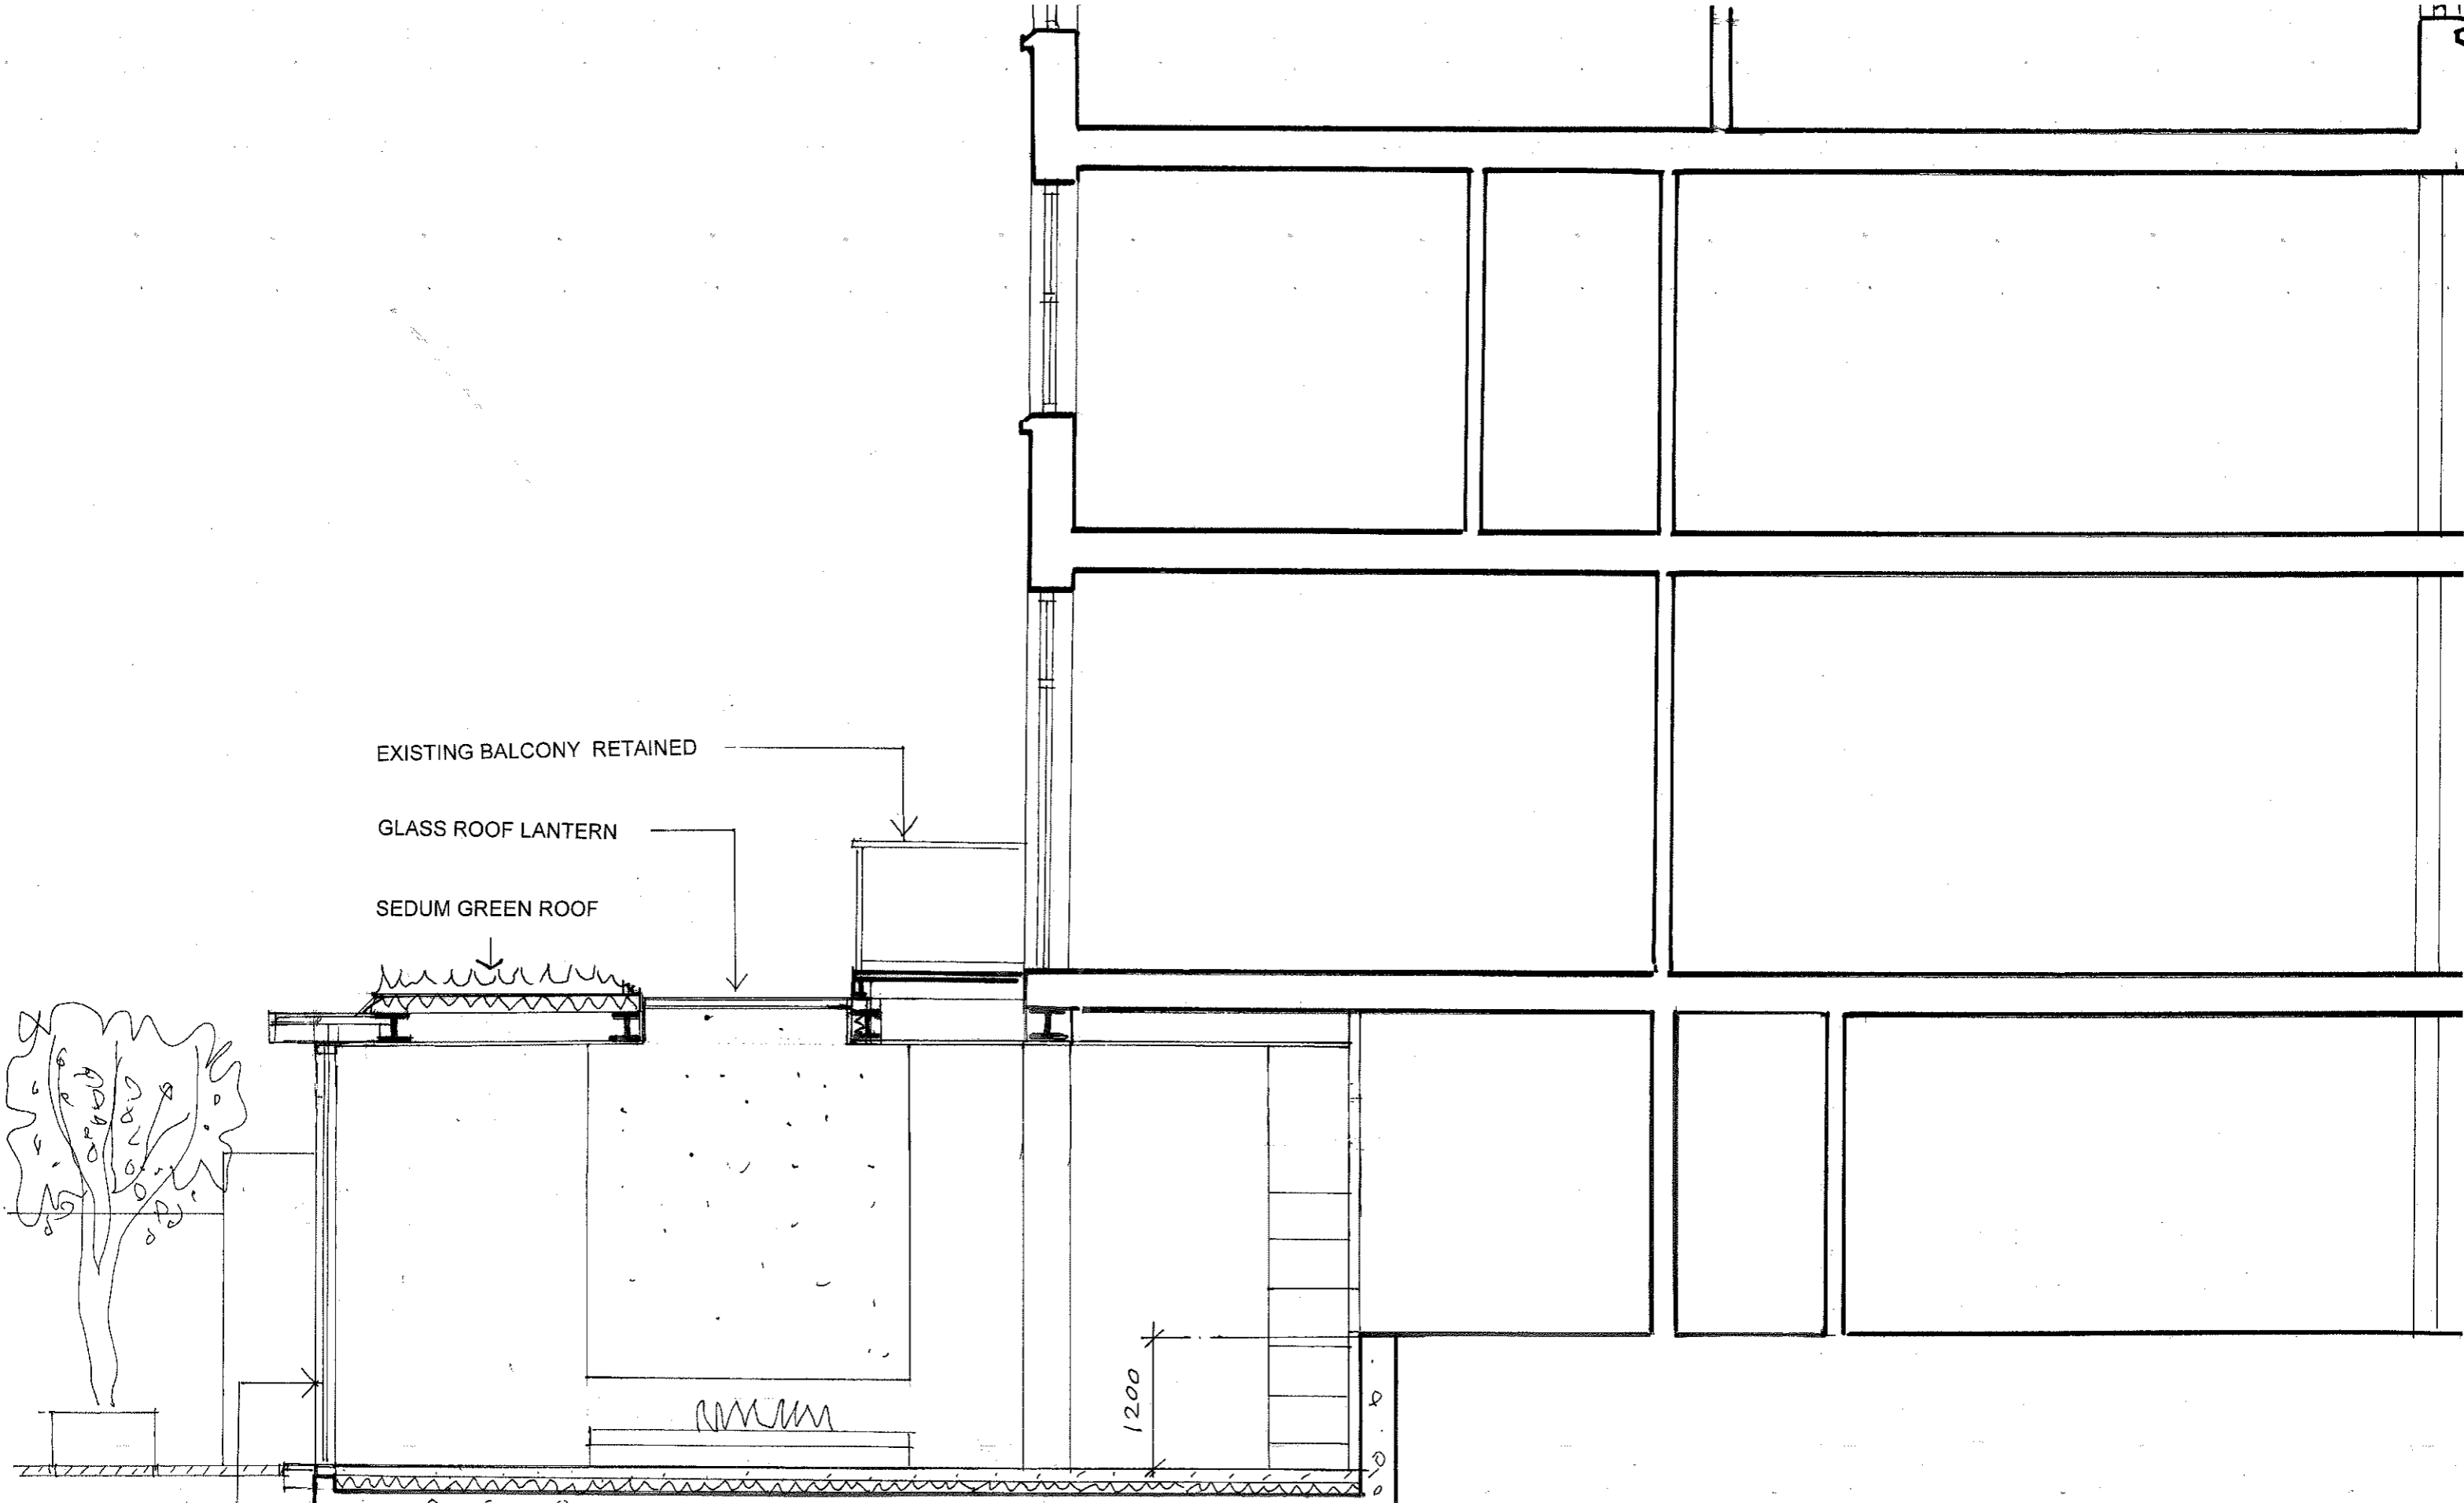 EXISTING BALCONY RETAINED
GLASS ROOF LANTERN
SEDUM GREEN ROOF
1200